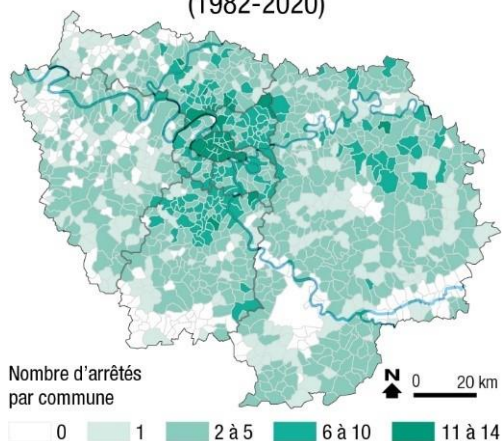 (1982-2020)
Nombre d'arrêtés
par commune
N 0 20 km
0 1 2 à 5 6 à 10 11 à 14